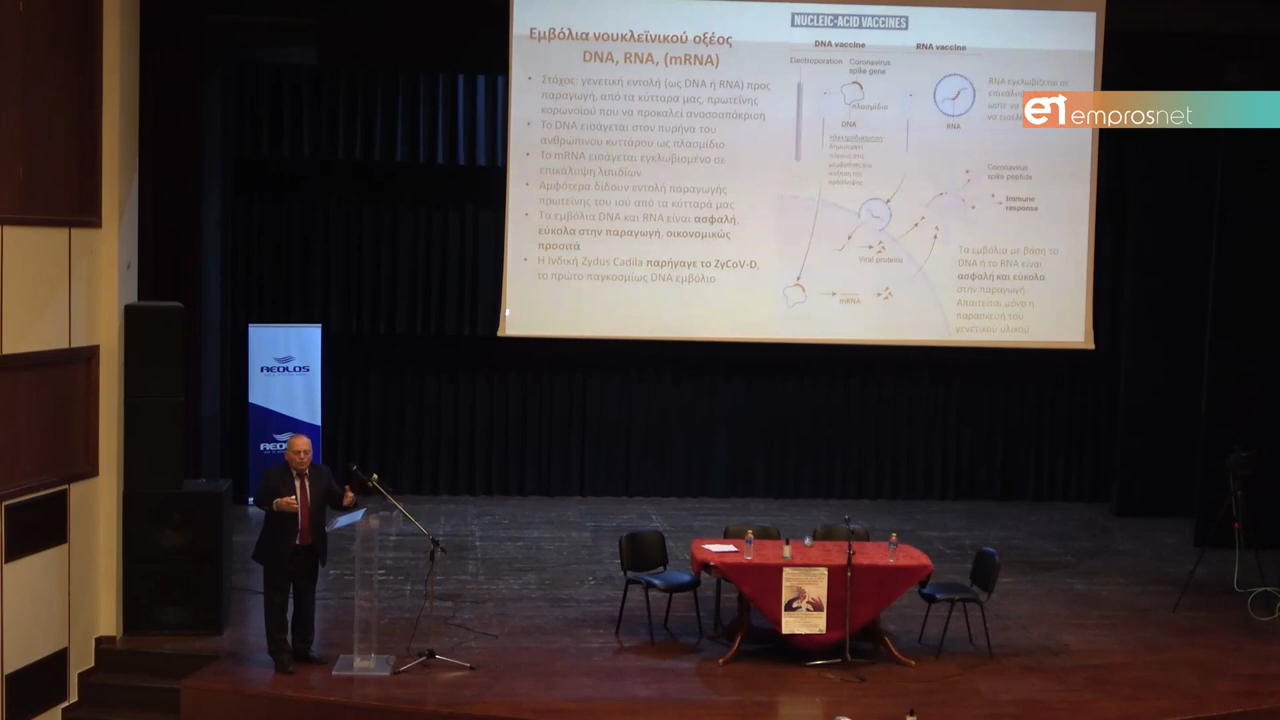 NUCLEIC-ACID VACCINES
Εμβόλια νουκλεϊνικού οξέος
DNA, RNA, (mRNA)
• Στόχος: γενετική εντολή (ως DNA ή RNA) προς
παραγωγή, από τα κύτταρα μας, πρωτεΐνης
κορωνοϊού που να προκαλεί ανοσοαπόκριση
• Το DNA εισάγεται στον πυρήνα του
ανθρώπινου κυττάρου ως πλασμίδιο
• Το mRNA εισάγεται εγκλωβισμένο σε
επικάλυψη λιπιδίων
• Αμφότερα δίδουν εντολή παραγωγής
πρωτεΐνης του ιού από τα κύτταρά μας
• Τα εμβόλια DNA και RNA είναι ασφαλή,
εύκολα στην παραγωγή, οικονομικώς
προσιτά
• Η Ινδική Zydus Cadila παρήγαγε το ZyCoV-D,
το πρώτο παγκοσμίως DNA εμβόλιο
DNA vaccine
RNA vaccine
Electroporation
Coronavirus
spike gene
πλασμίδιο
DNA
RNA
RNA εγκλωβίζεται σε
Coronavirus
spike peptide
Immune
response
Viral proteins
mRNA
Τα εμβόλια με βάση το
DNA ή το RNA είναι
ασφαλή και εύκολα
στην παραγωγή.
Απαιτείται μόνο η
παρασκευή του
γενετικού υλικού
emprosnet
AEOLOS